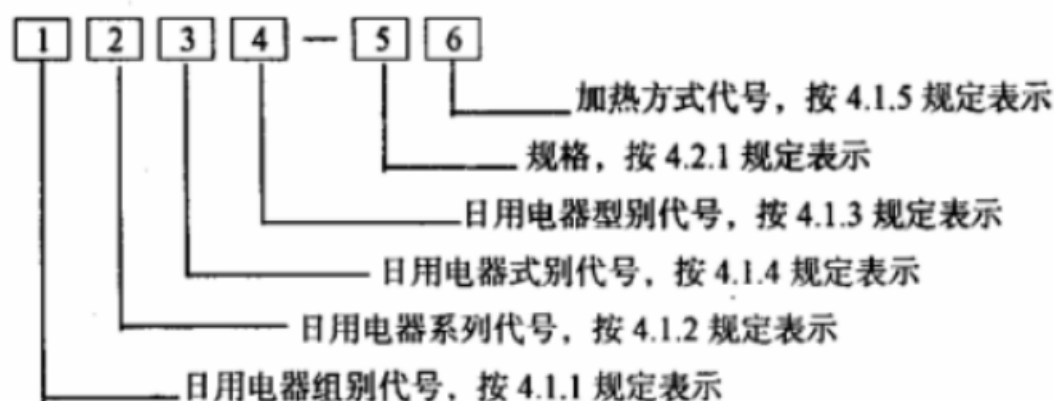 1 2 3 4 — 5 6
加热方式代号，按 4.1.5 规定表示
规格，按 4.2.1 规定表示
日用电器型别代号，按 4.1.3 规定表示
日用电器式别代号，按 4.1.4 规定表示
日用电器系列代号，按 4.1.2 规定表示
日用电器组别代号，按 4.1.1 规定表示